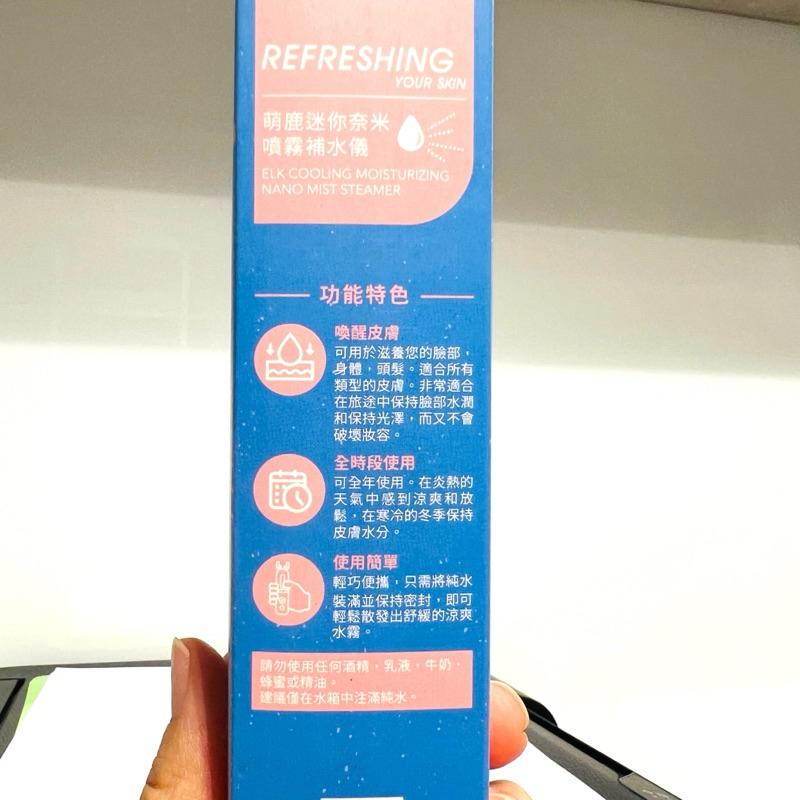 REFRESHING
YOUR SKIN
萌鹿迷你奈米
噴霧補水儀
ELK COOLING MOISTURIZING
NANO MIST STEAMER
功能特色
喚醒皮膚
可用於滋養您的臉部，
身體，頭髮。適合所有
類型的皮膚。非常適合
在旅途中保持臉部水潤
和保持光澤，而又不會
破壞妝容。
全時段使用
可全年使用。在炎熱的
天氣中感到涼爽和放
鬆，在寒冷的冬季保持
皮膚水分。
使用簡單
輕巧便攜，只需將純水
裝滿並保持密封，即可
輕鬆散發出舒緩的涼爽
水霧。
請勿使用任何酒精，乳液，牛奶，
蜂蜜或精油。
建議僅在水箱中注滿純水。